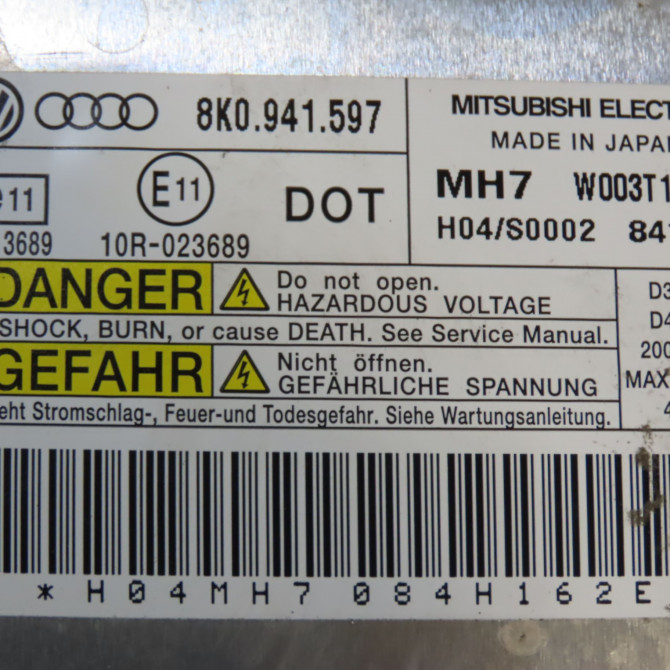 8K0.941.597
MITSUBISHI ELECT
MADE IN JAPA
e11
E11
DOT
MH7 W003T1
3689 10R-023689
H04/S0002 84
DANGER
Do not open.
HAZARDOUS VOLTAGE
SHOCK, BURN, or cause DEATH. See Service Manual.
GEFAHR
Nicht öffnen.
GEFÄHRLICHE SPANNUNG
eht Stromschlag-, Feuer-und Todesgefahr. Siehe Wartungsanleitung.
D3
D4
200
MAX
4
*H04MH7084H162E